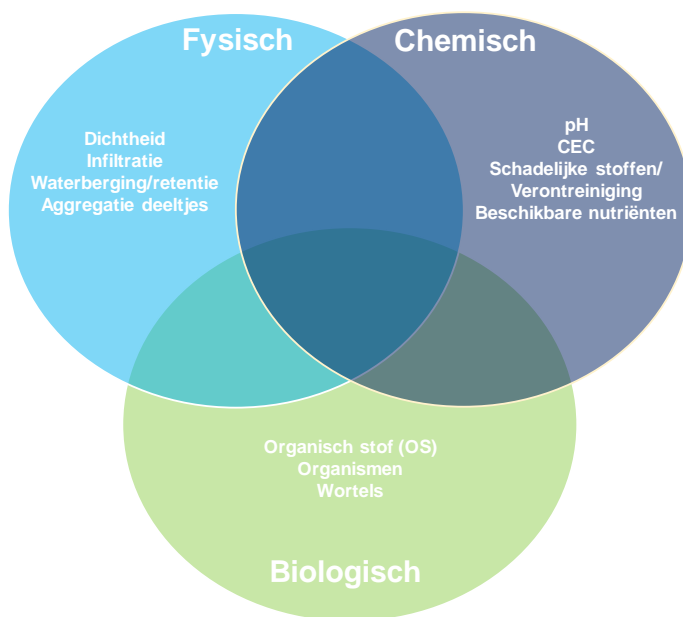 Fysisch
Chemisch
Dichtheid
Infiltratie
Waterberging/retentie
Aggregatie deeltjes
pH
CEC
Schadelijke stoffen/
Verontreiniging
Beschikbare nutriënten
Organisch stof (OS)
Organismen
Wortels
Biologisch